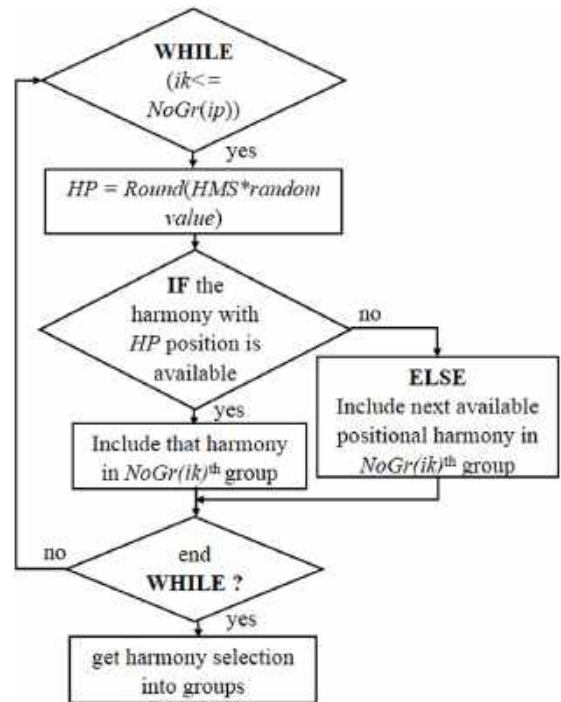 WHILE
(ik<=
NoGr(ip))
yes
HP = Round(HMS*random
value)
IF the
harmony with
HP position is
available
no
yes
ELSE
Include next available
positional harmony in
NoGr(ik)th group
Include that harmony
in NoGr(ik)th group
no
end
WHILE ?
yes
get harmony selection
into groups